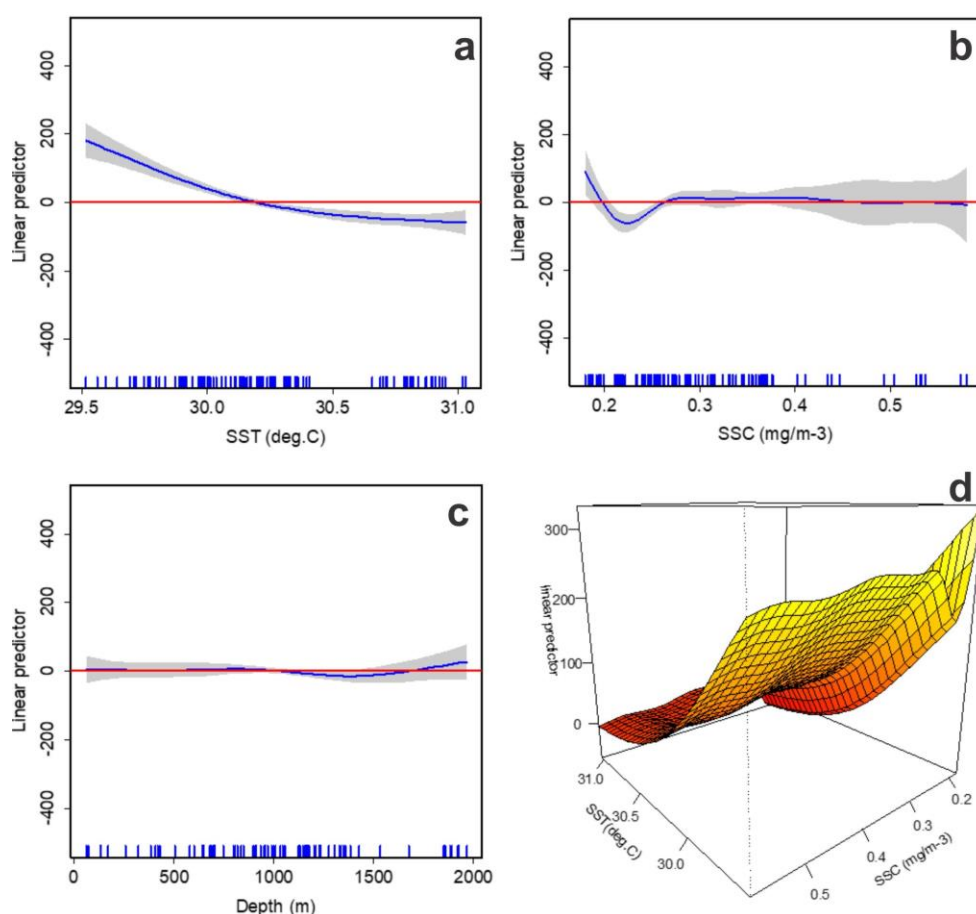 a
400
200
0
-200
-400
Linear predictor
29.5 30.0 30.5 31.0
SST (deg.C)
b
400
200
0
-200
-400
Linear predictor
0.2 0.3 0.4 0.5
SSC (mg/m-3)
c
400
200
0
-200
-400
Linear predictor
0 500 1000 1500 2000
Depth (m)
d
300
200
100
0
linear predictor
31.0
30.5
30.0
SST(deg.C)
0.2
0.3
0.4
0.5
SSC (mg/m-3)